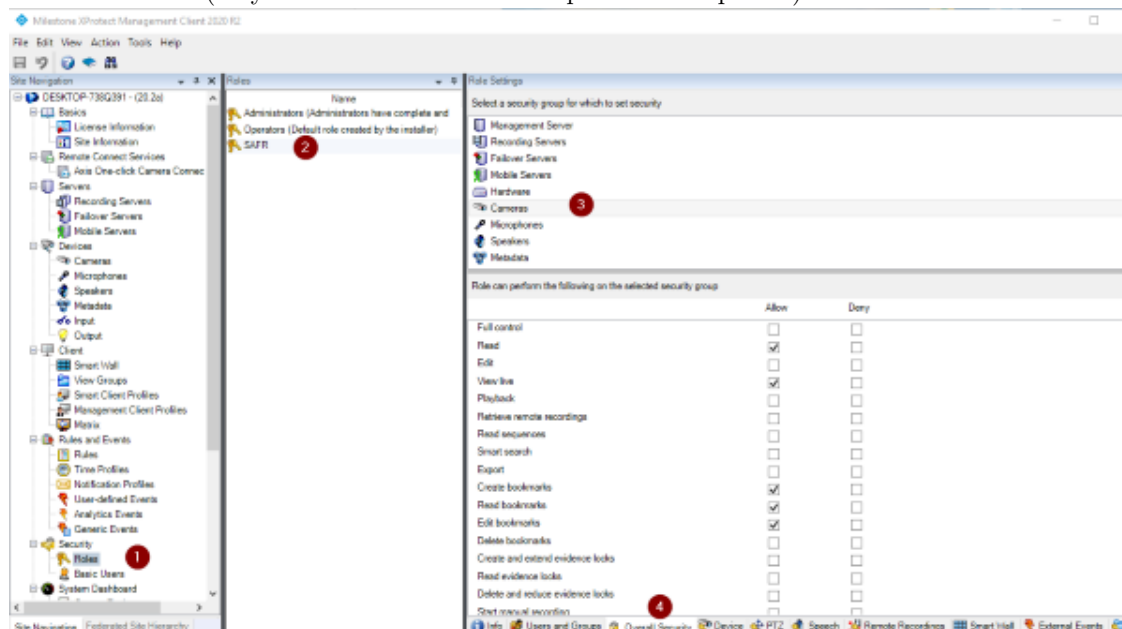 Milestone XProtect Management Client 2020 R2
File Edit View Action Tools Help
Site Navigation
DESKTOP-738Q391 - (20.2a)
Basics
License Information
Site Information
Remote Connect Services
Axis One-click Camera Connec
Servers
Recording Servers
Failover Servers
Mobile Servers
Devices
Cameras
Microphones
Speakers
Metadata
Input
Output
Client
Smart Wall
View Groups
Smart Client Profiles
Management Client Profiles
Matrix
Rules and Events
Rules
Time Profiles
Notification Profiles
User-defined Events
Analytics Events
Generic Events
Security
Roles 1
Basic Users
System Dashboard
Site Navigation Federated Site Hierarchy
Roles
Name
Administrators (Administrators have complete and
Operators (Default role created by the installer)
SAFR 2
Role Settings
Select a security group for which to set security
Management Server
Recording Servers
Failover Servers
Mobile Servers
Hardware
Cameras 3
Microphones
Speakers
Metadata
Role can perform the following on the selected security group
Allow Deny
Full control
Read
Edit
View live
Playback
Retrieve remote recordings
Read sequences
Smart search
Export
Create bookmarks
Read bookmarks
Edit bookmarks
Delete bookmarks
Create and extend evidence locks
Read evidence locks
Delete and reduce evidence locks
Start manual recording
4
Info Users and Groups Overall Security Device PTZ Speech Remote Recordings Smart Wall External Events